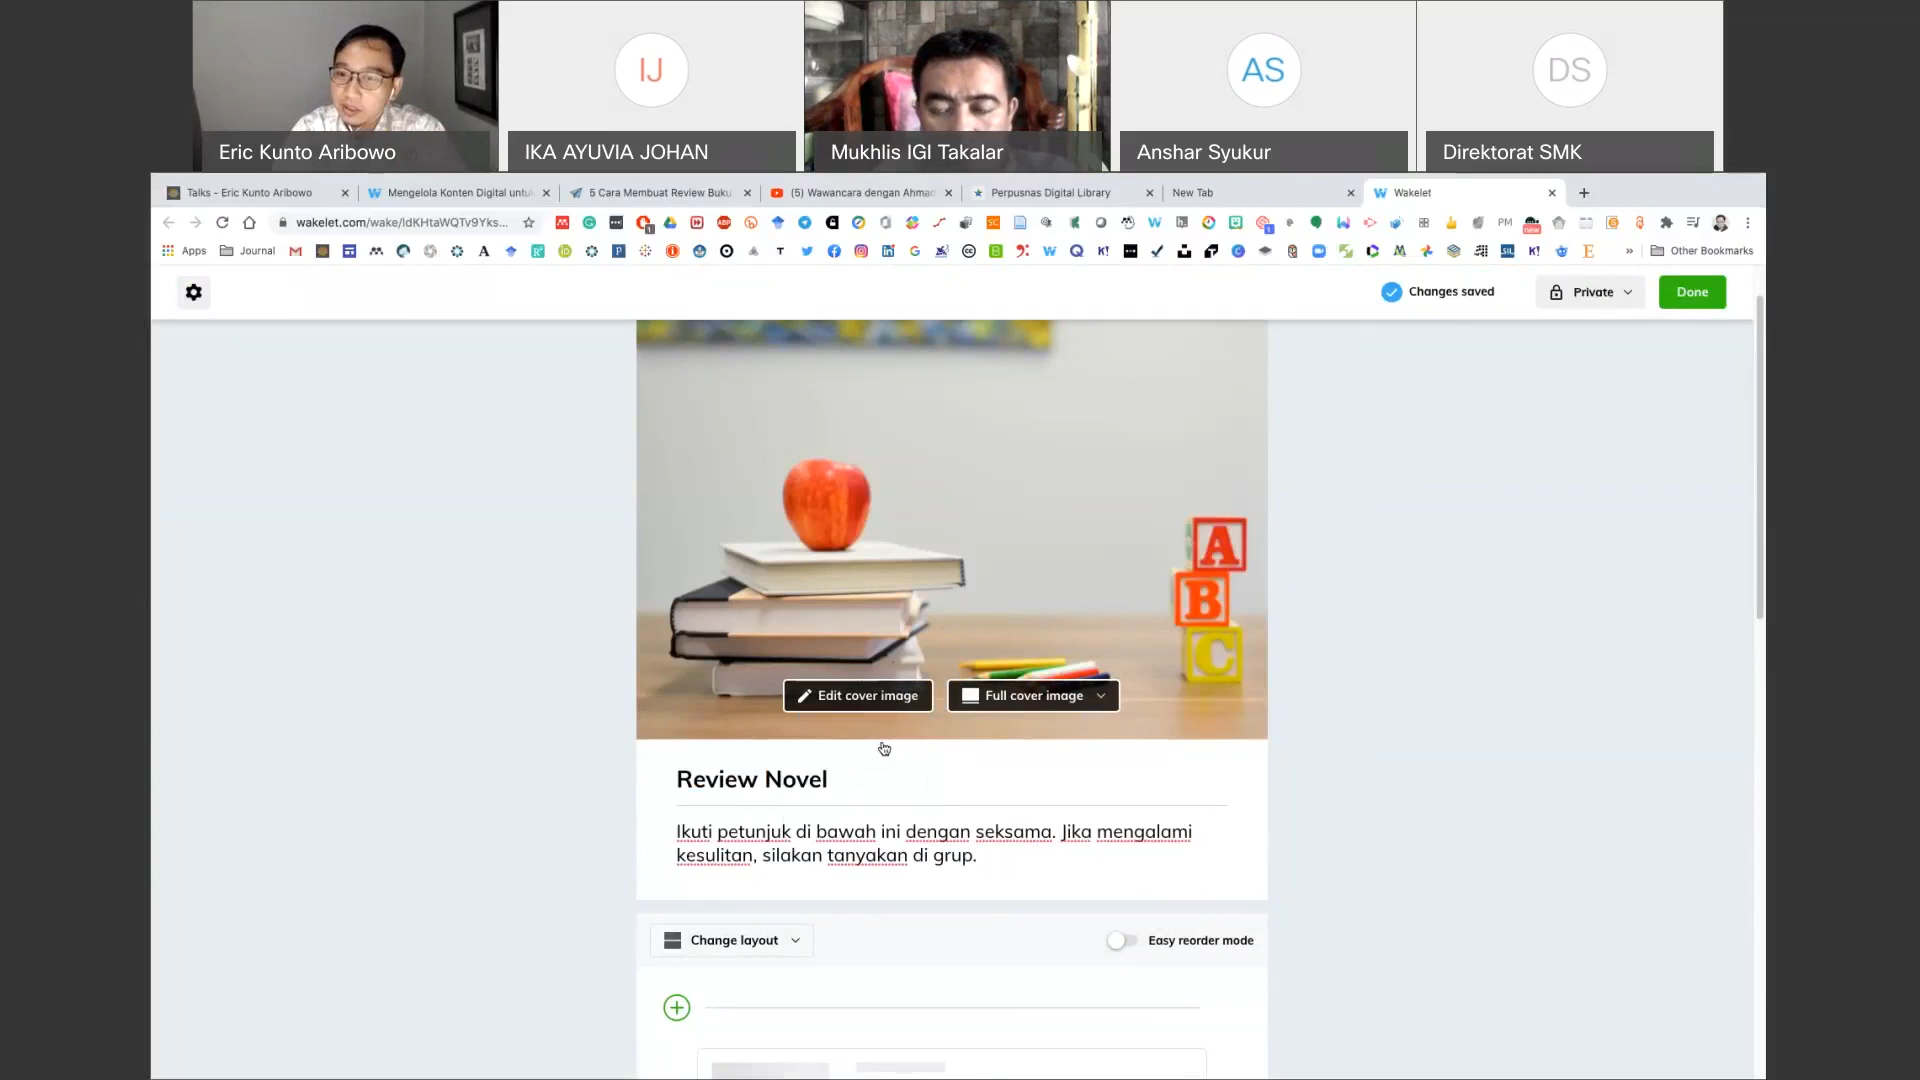 IJ
AS
DS
Eric Kunto Aribowo
IKA AYUVIA JOHAN
Mukhlis IGI Takalar
Anshar Syukur
Direktorat SMK
Talks - Eric Kunto Aribowo
Mengelola Konten Digital untuk
5 Cara Membuat Review Buku
(5) Wawancara dengan Ahmad
Perpusnas Digital Library
New Tab
Wakelet
wakelet.com/wake/IdKHtaWQTv9Yks...
Apps
Journal
Other Bookmarks
Changes saved
Private
Done
A
B
C
Edit cover image
Full cover image
Review Novel
Ikuti petunjuk di bawah ini dengan seksama. Jika mengalami
kesulitan, silakan tanyakan di grup.
Change layout
Easy reorder mode